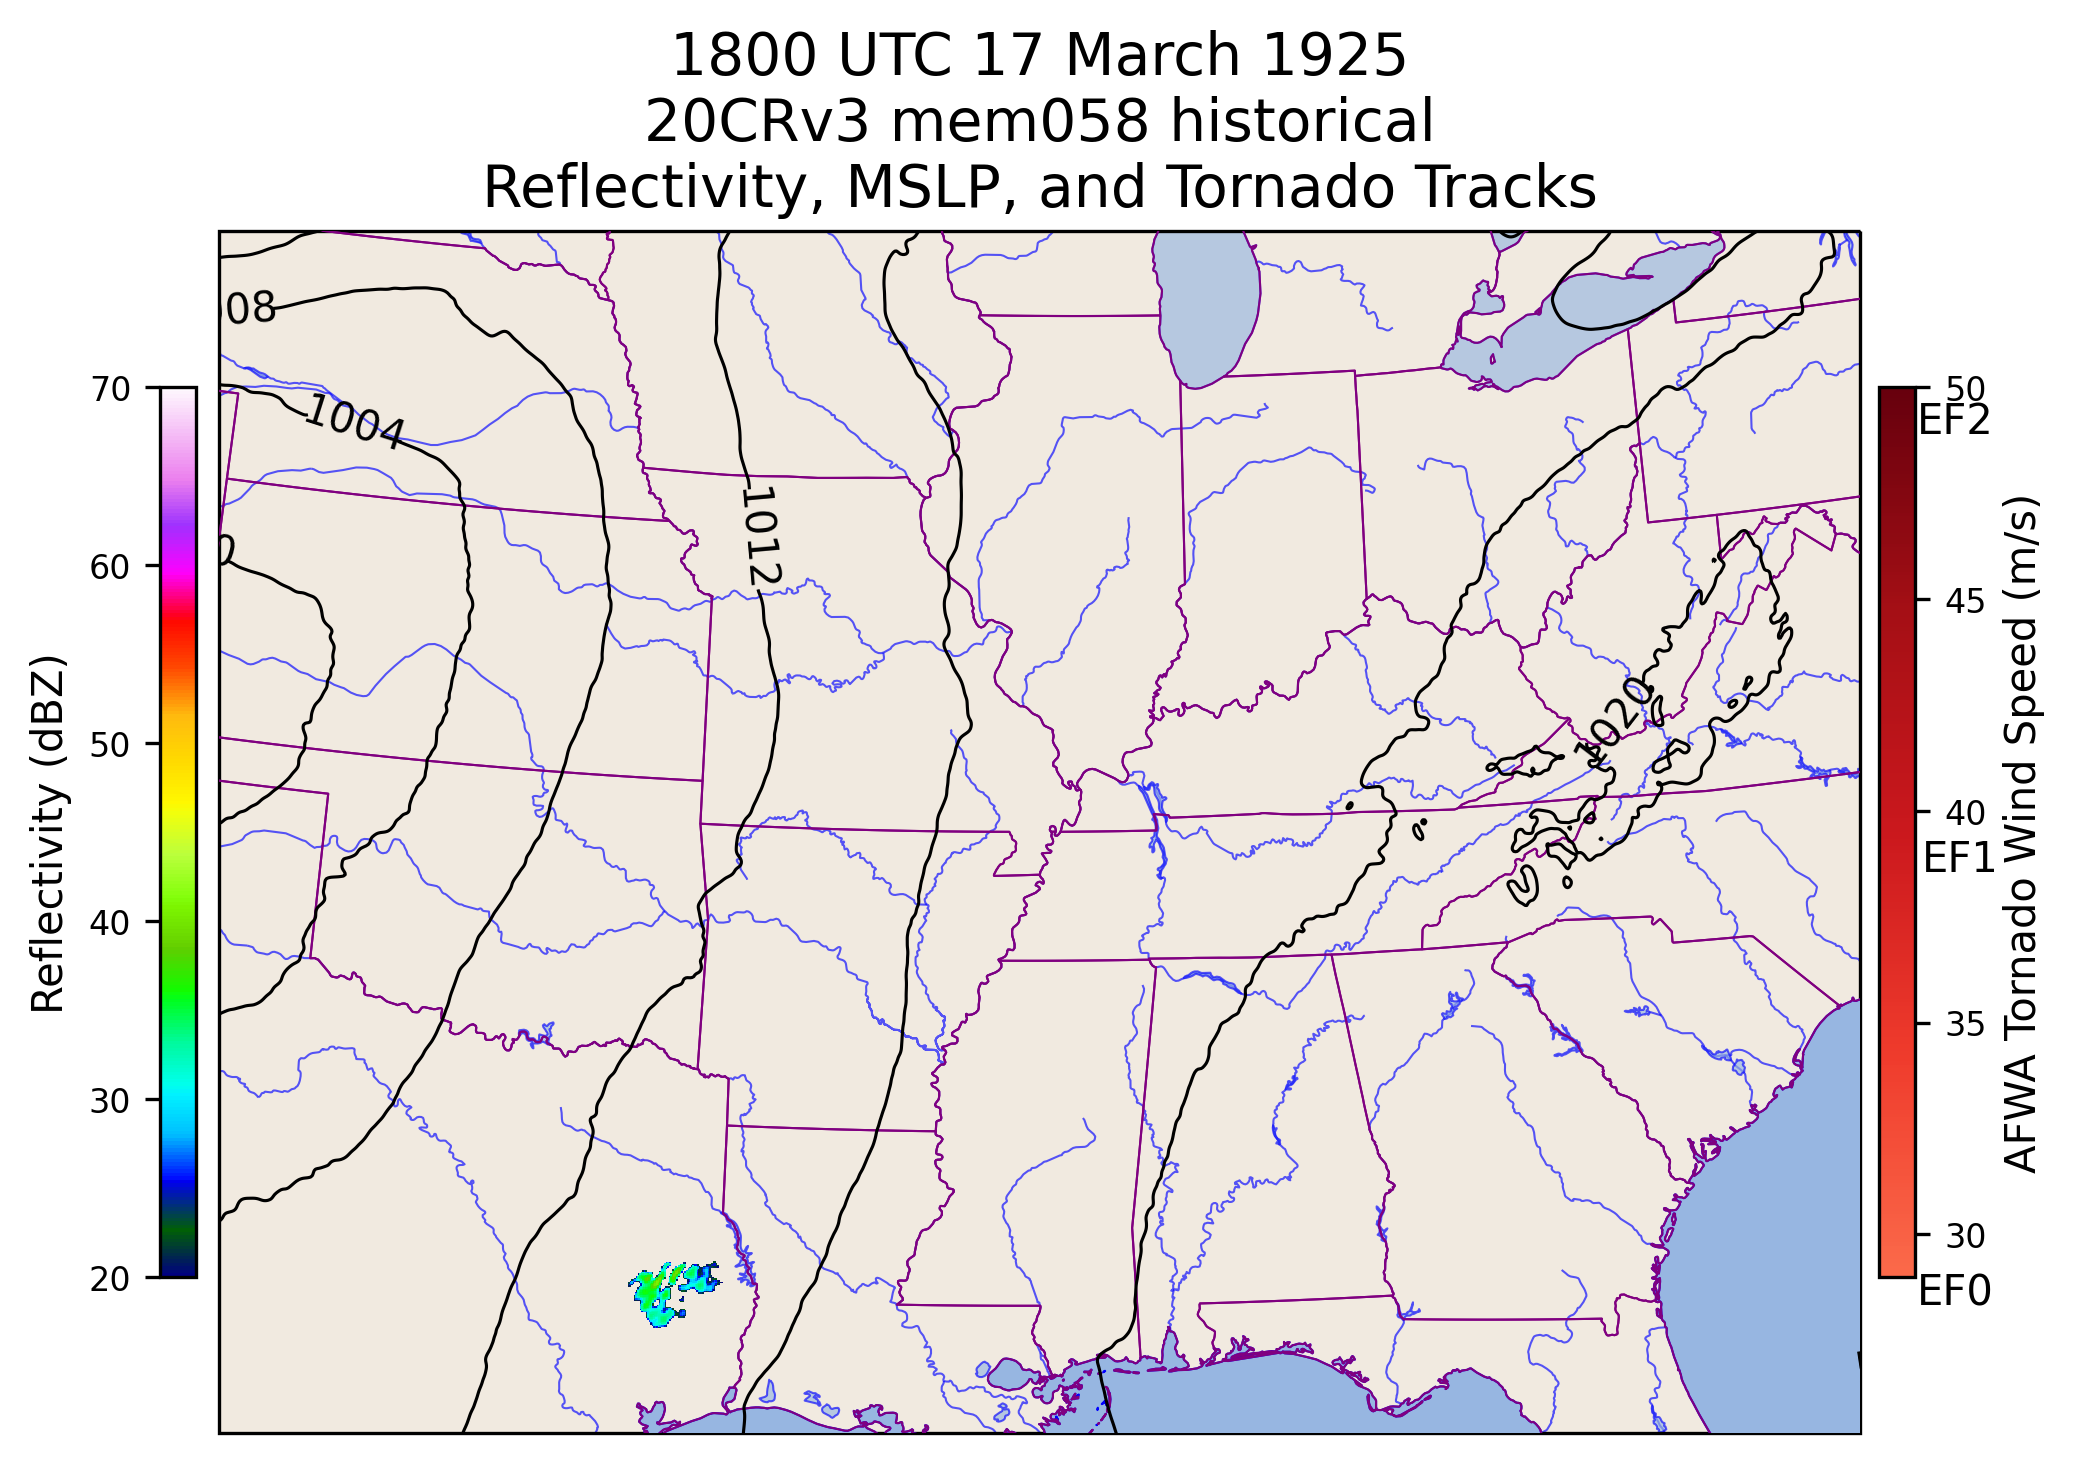 1800 UTC 17 March 1925
20CRv3 mem058 historical
Reflectivity, MSLP, and Tornado Tracks
08
1004
1012
1020
0
70
60
50
40
30
20
Reflectivity (dBZ)
50
EF2
45
40
EF1
35
30
EF0
AFWA Tornado Wind Speed (m/s)